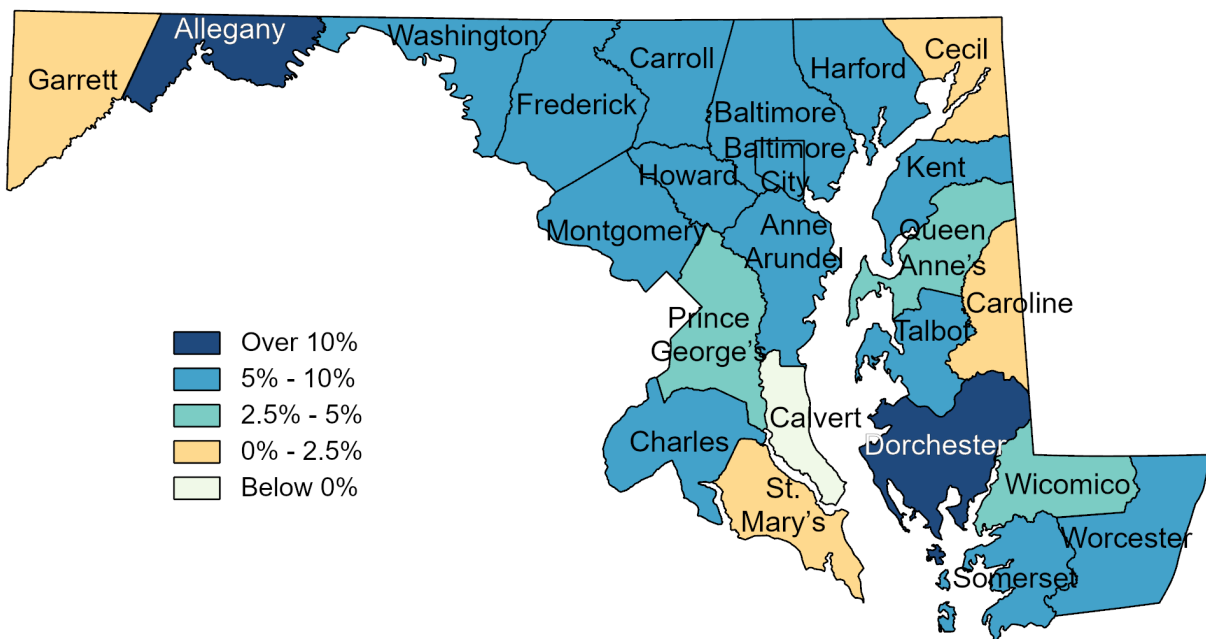 Allegany
Washington
Garrett
Carroll
Harford
Cecil
Frederick
Baltimore
Baltimore
City
Howard
Kent
Montgomery
Anne
Arundel
Queen
Anne's
Caroline
Talbot
Prince
George's
Over 10%
5% - 10%
2.5% - 5%
0% - 2.5%
Below 0%
Calvert
Charles
Dorchester
St.
Mary's
Wicomico
Worcester
Somerset